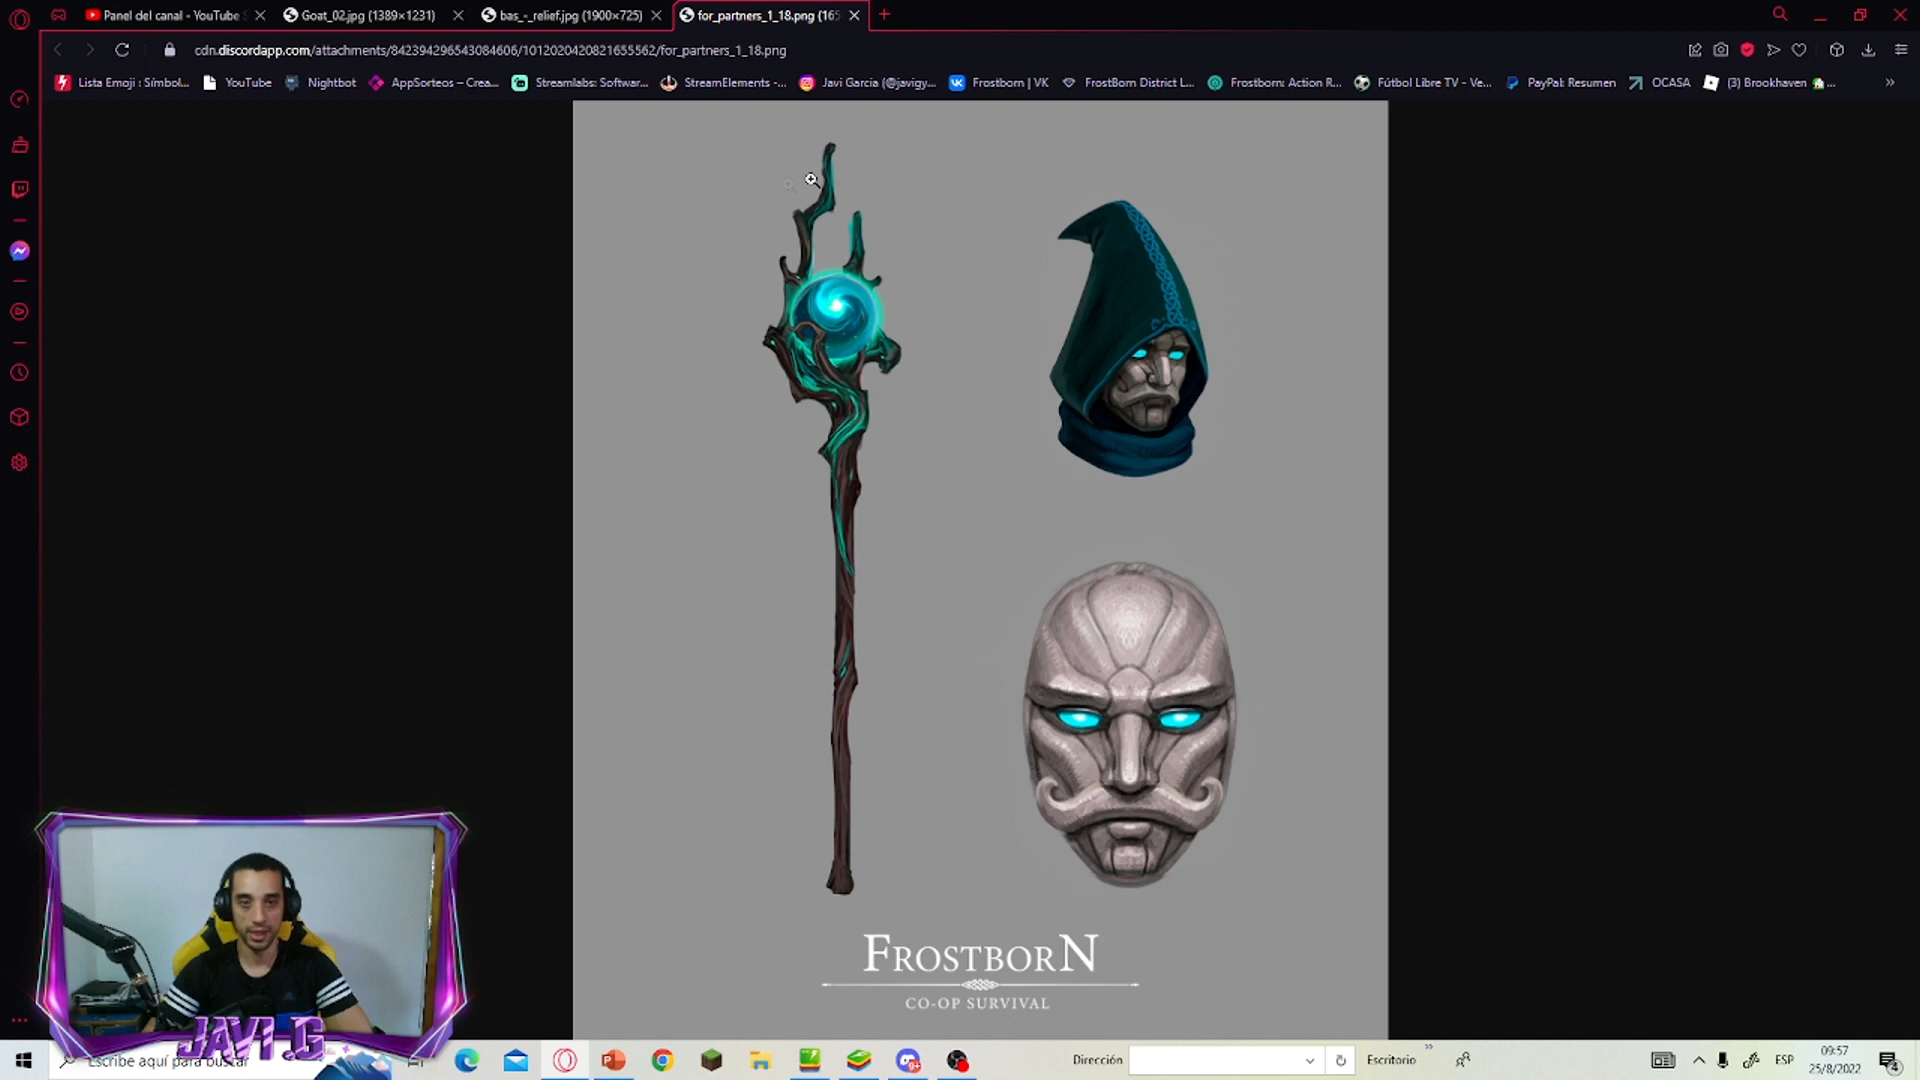 Panel del canal - YouTube S
Goat_02.jpg (1389×1231)
bas_-_relief.jpg (1900×725)
for_partners_1_18.png (165
cdn.discordapp.com/attachments/842394296543084606/1012020420821655562/for_partners_1_18.png
Lista Emoji : Símbol...
YouTube
Nightbot
AppSorteos – Crea...
Streamlabs: Softwar...
StreamElements -...
Javi Garcia (@javigy...
Frostborn | VK
FrostBorn District L...
Frostborn: Action R...
Fútbol Libre TV - Ve...
PayPal: Resumen
OCASA
(3) Brookhaven
FROSTBORN
CO-OP SURVIVAL
JAVI .G
Escribe aquí para buscar
Dirección
Escritorio
ESP
09:57
25/8/2022
4